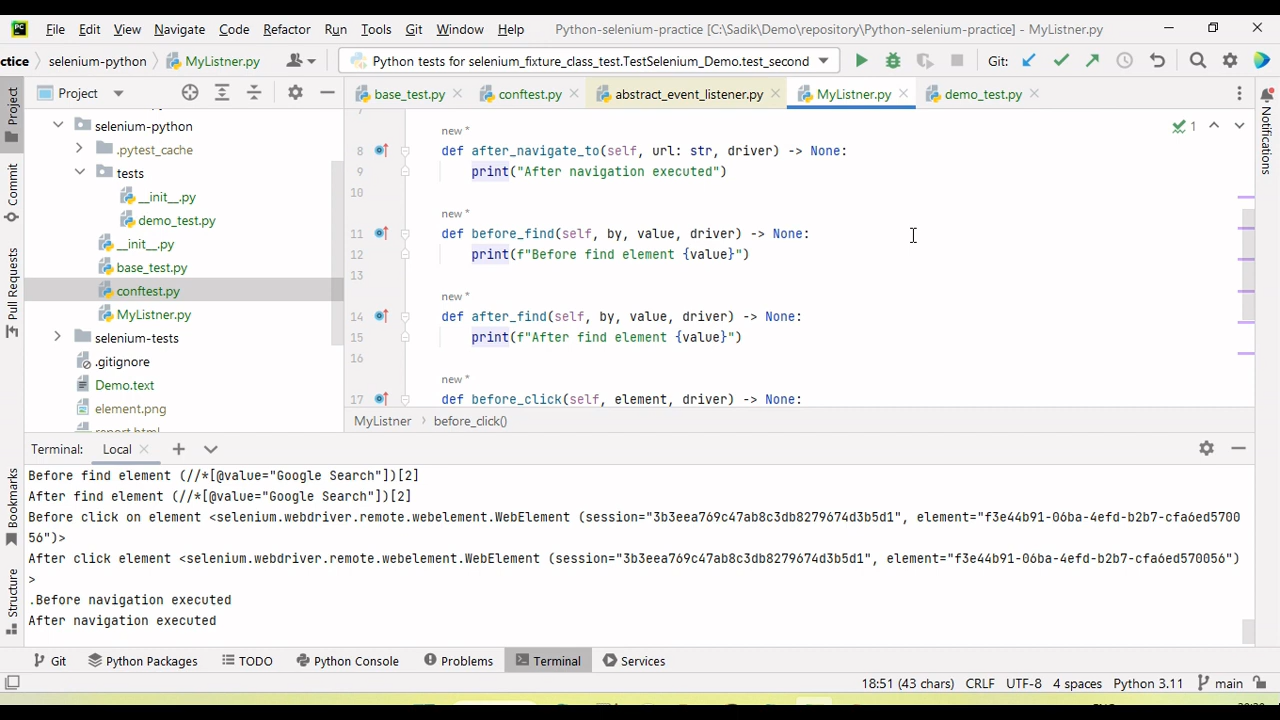 PC File Edit View Navigate Code Refactor Run Tools Git Window Help Python-selenium-practice [C:\Sadik\Demo\repository\Python-selenium-practice] - MyListner.py
ctice selenium-python MyListner.py Python tests for selenium_fixture_class_test.TestSelenium_Demo.test_second Git:
Project base_test.py conftest.py abstract_event_listener.py MyListner.py demo_test.py
Project
Commit
Pull Requests
Bookmarks
Structure
Notifications
selenium-python
.pytest_cache
tests
__init__.py
demo_test.py
__init__.py
base_test.py
conftest.py
MyListner.py
selenium-tests
.gitignore
Demo.text
element.png
report.html
1
7
new *
8 def after_navigate_to(self, url: str, driver) -> None:
9 print("After navigation executed")
10
new *
11 def before_find(self, by, value, driver) -> None:
12 print(f"Before find element {value}")
13
new *
14 def after_find(self, by, value, driver) -> None:
15 print(f"After find element {value}")
16
new *
17 def before_click(self, element, driver) -> None:
MyListner before_click()
Terminal: Local
Before find element (//*[@value="Google Search"])[2]
After find element (//*[@value="Google Search"])[2]
Before click on element <selenium.webdriver.remote.webelement.WebElement (session="3b3eea769c47ab8c3db8279674d3b5d1", element="f3e44b91-06ba-4efd-b2b7-cfa6ed5700
56")>
After click element <selenium.webdriver.remote.webelement.WebElement (session="3b3eea769c47ab8c3db8279674d3b5d1", element="f3e44b91-06ba-4efd-b2b7-cfa6ed570056")
>
.Before navigation executed
After navigation executed
Git Python Packages TODO Python Console Problems Terminal Services
18:51 (43 chars) CRLF UTF-8 4 spaces Python 3.11 main